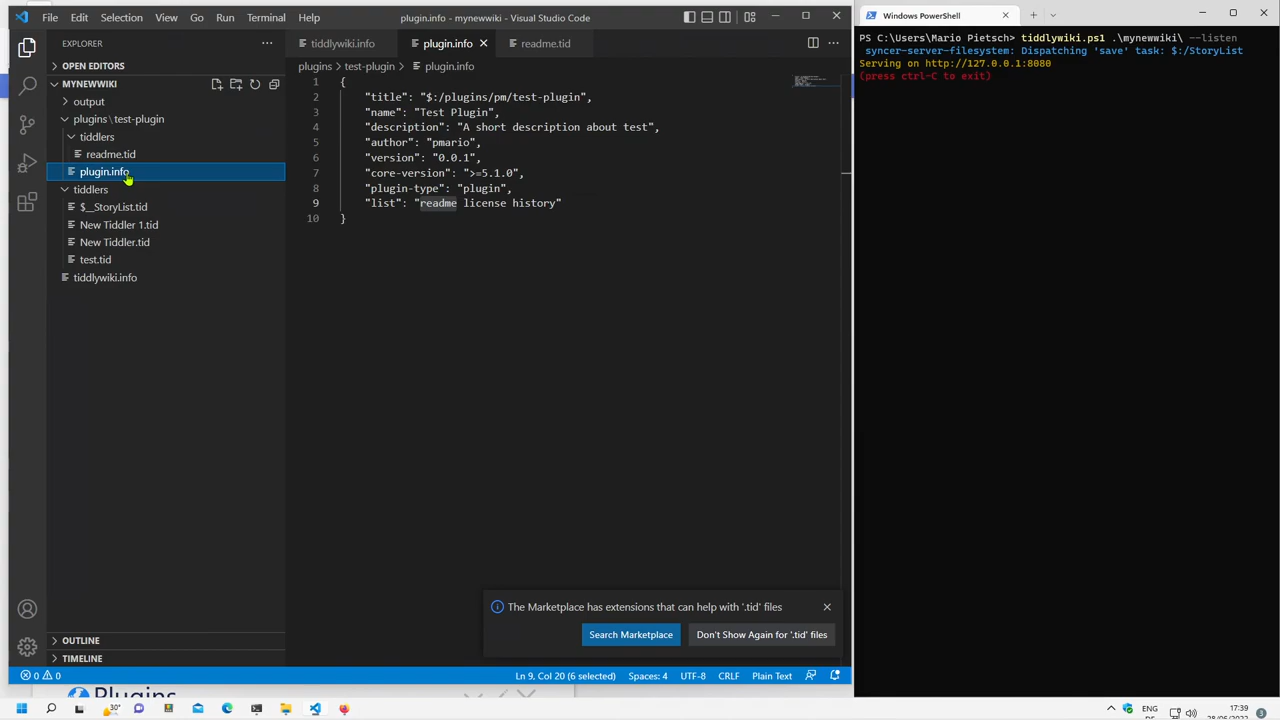 File Edit Selection View Go Run Terminal Help
plugin.info - mynewwiki - Visual Studio Code
EXPLORER
OPEN EDITORS
MYNEWWIKI
output
plugins\test-plugin
tiddlers
readme.tid
plugin.info
tiddlers
$__StoryList.tid
New Tiddler 1.tid
New Tiddler.tid
test.tid
tiddlywiki.info
OUTLINE
TIMELINE
tiddlywiki.info plugin.info readme.tid
plugins > test-plugin > plugin.info
1 {
2 "title": "$:/plugins/pm/test-plugin",
3 "name": "Test Plugin",
4 "description": "A short description about test",
5 "author": "pmario",
6 "version": "0.0.1",
7 "core-version": ">=5.1.0",
8 "plugin-type": "plugin",
9 "list": "readme license history"
10 }
The Marketplace has extensions that can help with '.tid' files
Search Marketplace Don't Show Again for '.tid' files
0 0 Ln 9, Col 20 (6 selected) Spaces: 4 UTF-8 CRLF Plain Text
Windows PowerShell
PS C:\Users\Mario Pietsch> tiddlywiki.ps1 .\mynewwiki\ --listen
syncer-server-filesystem: Dispatching 'save' task: $:/StoryList
Serving on http://127.0.0.1:8080
(press ctrl-C to exit)
Plugins
30°
ENG
17:39